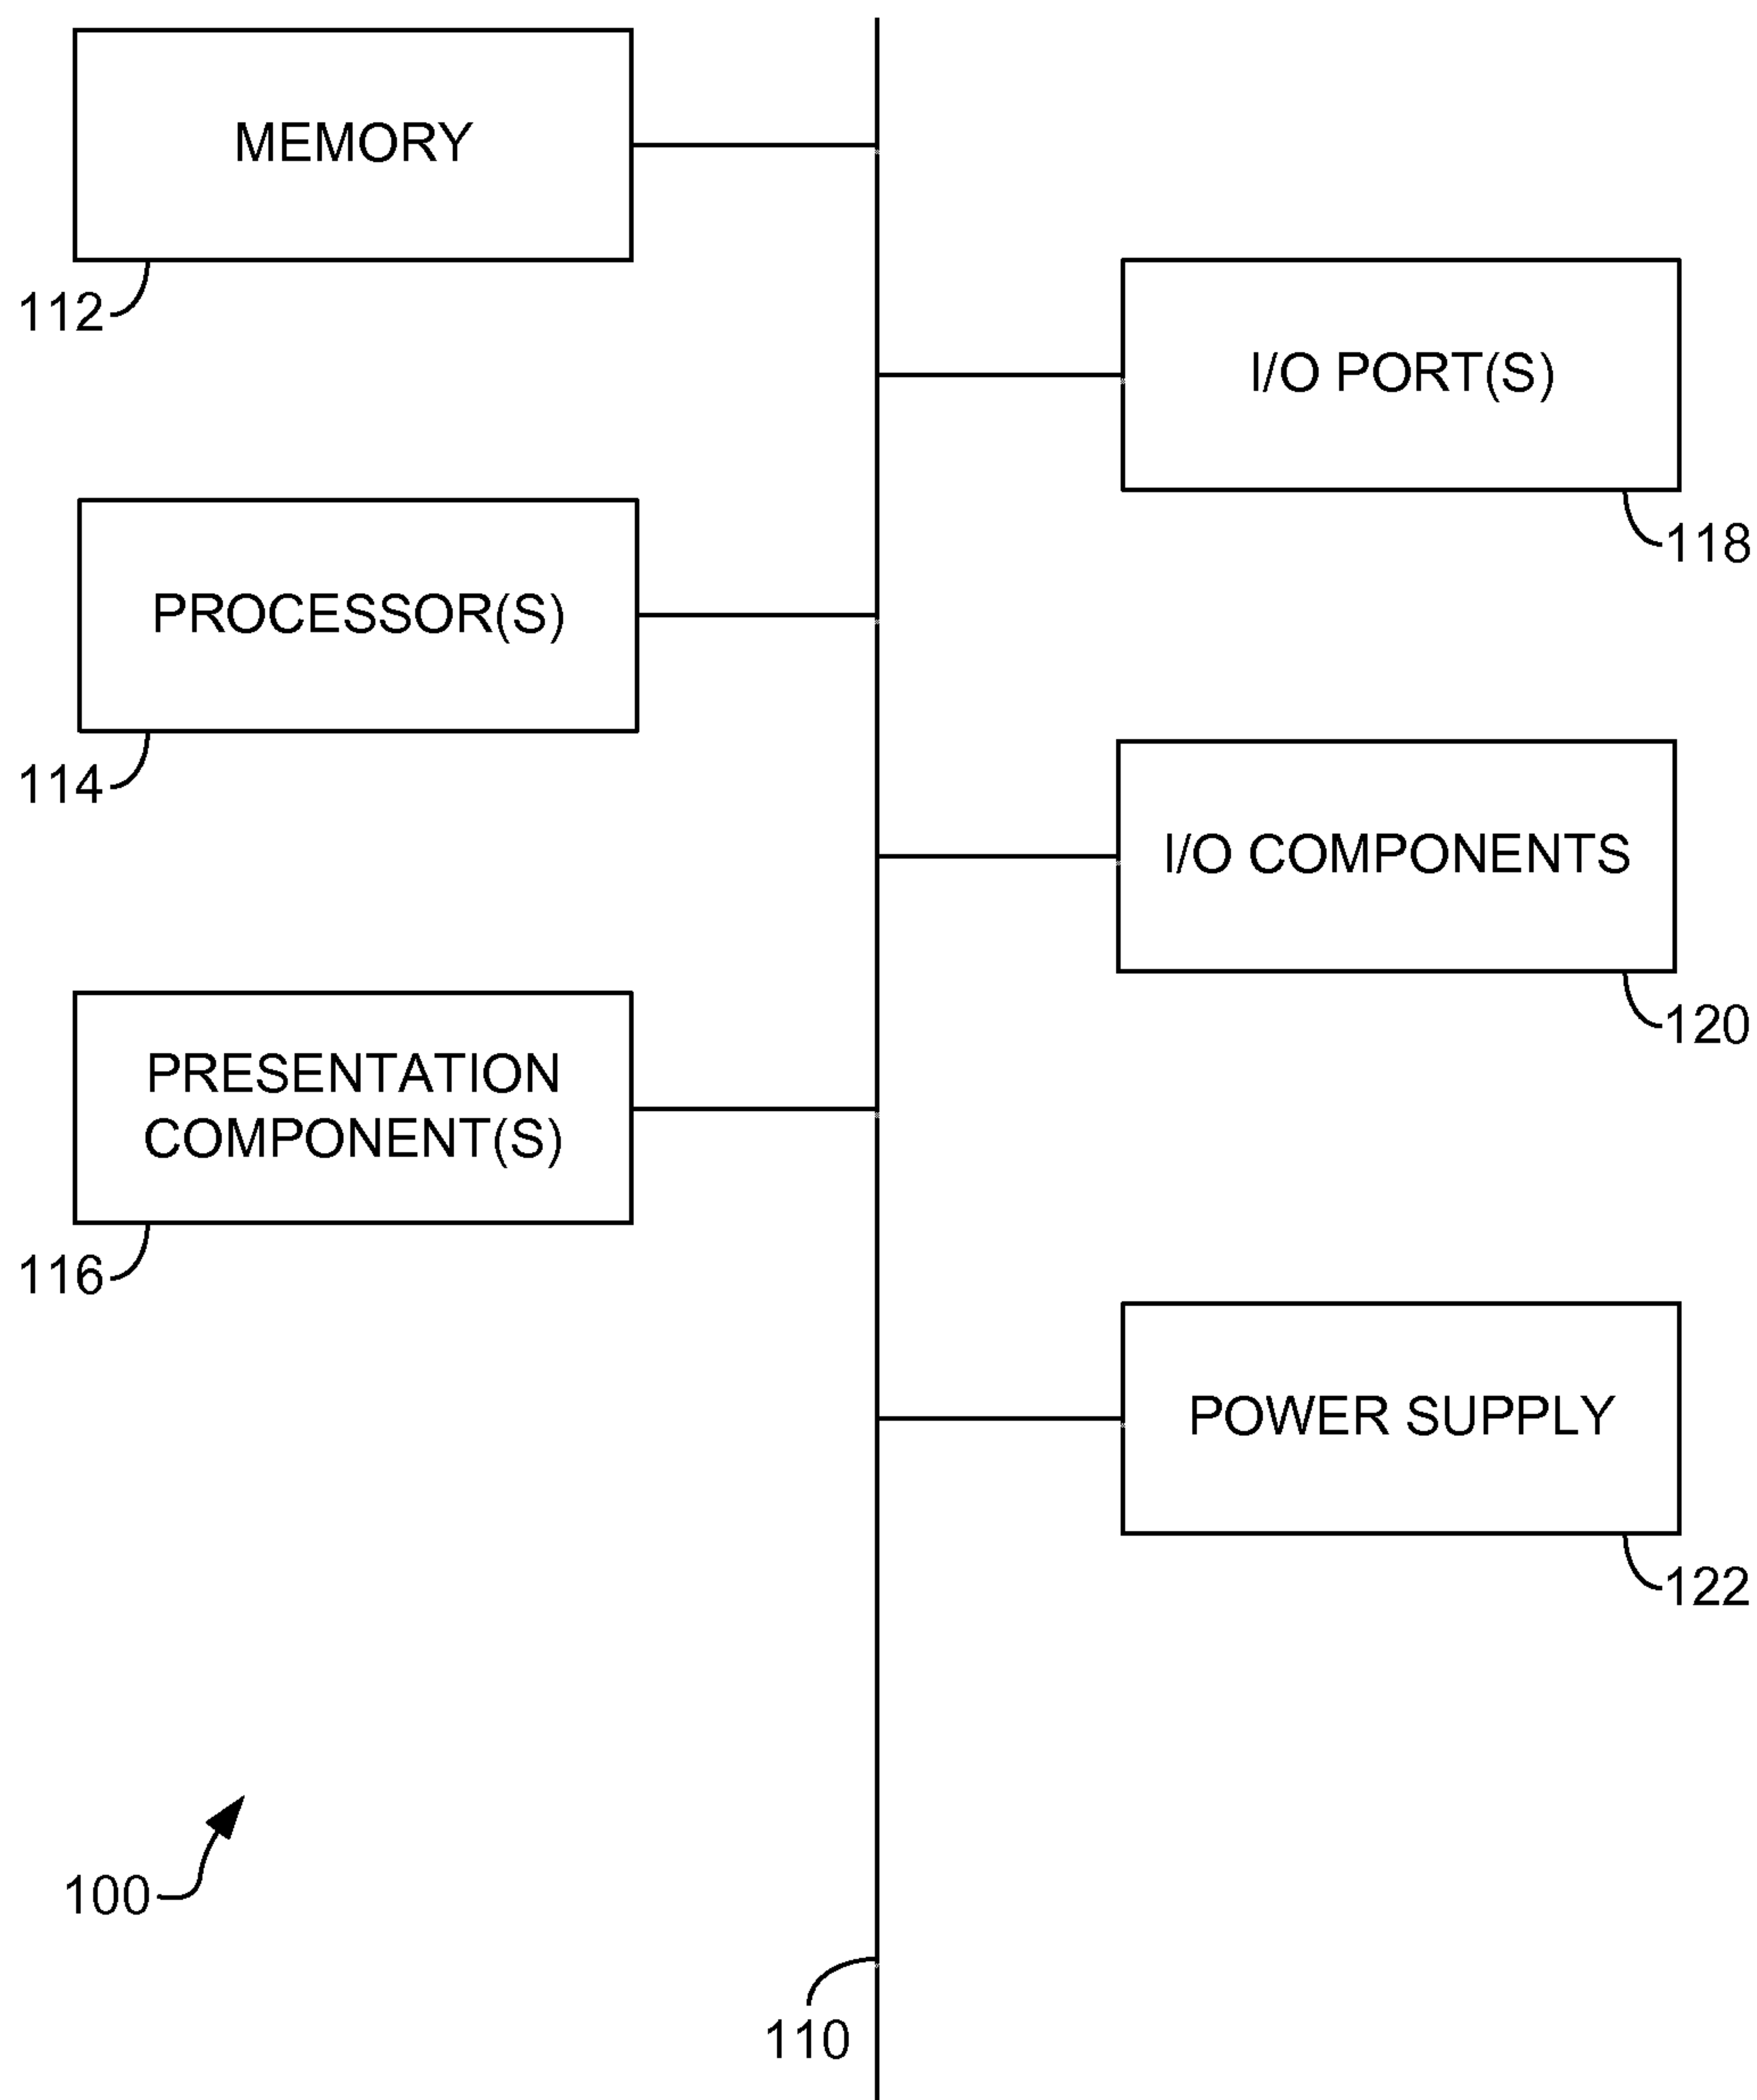 MEMORY
112
I/O PORT(S)
118
PROCESSOR(S)
114
I/O COMPONENTS
120
PRESENTATION
COMPONENT(S)
116
POWER SUPPLY
122
100
110